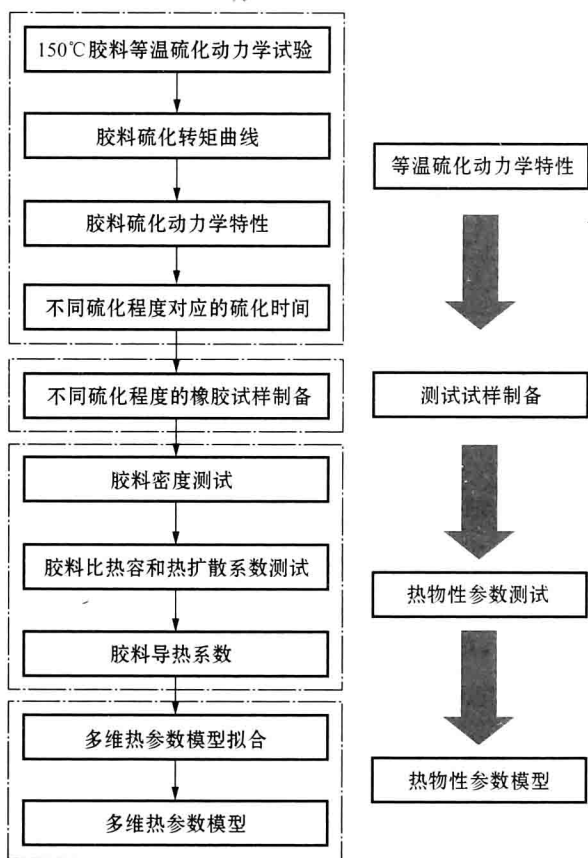 150℃胶料等温硫化动力学试验
胶料硫化转矩曲线
胶料硫化动力学特性
不同硫化程度对应的硫化时间
不同硫化程度的橡胶试样制备
胶料密度测试
胶料比热容和热扩散系数测试
胶料导热系数
多维热参数模型拟合
多维热参数模型
等温硫化动力学特性
测试试样制备
热物性参数测试
热物性参数模型